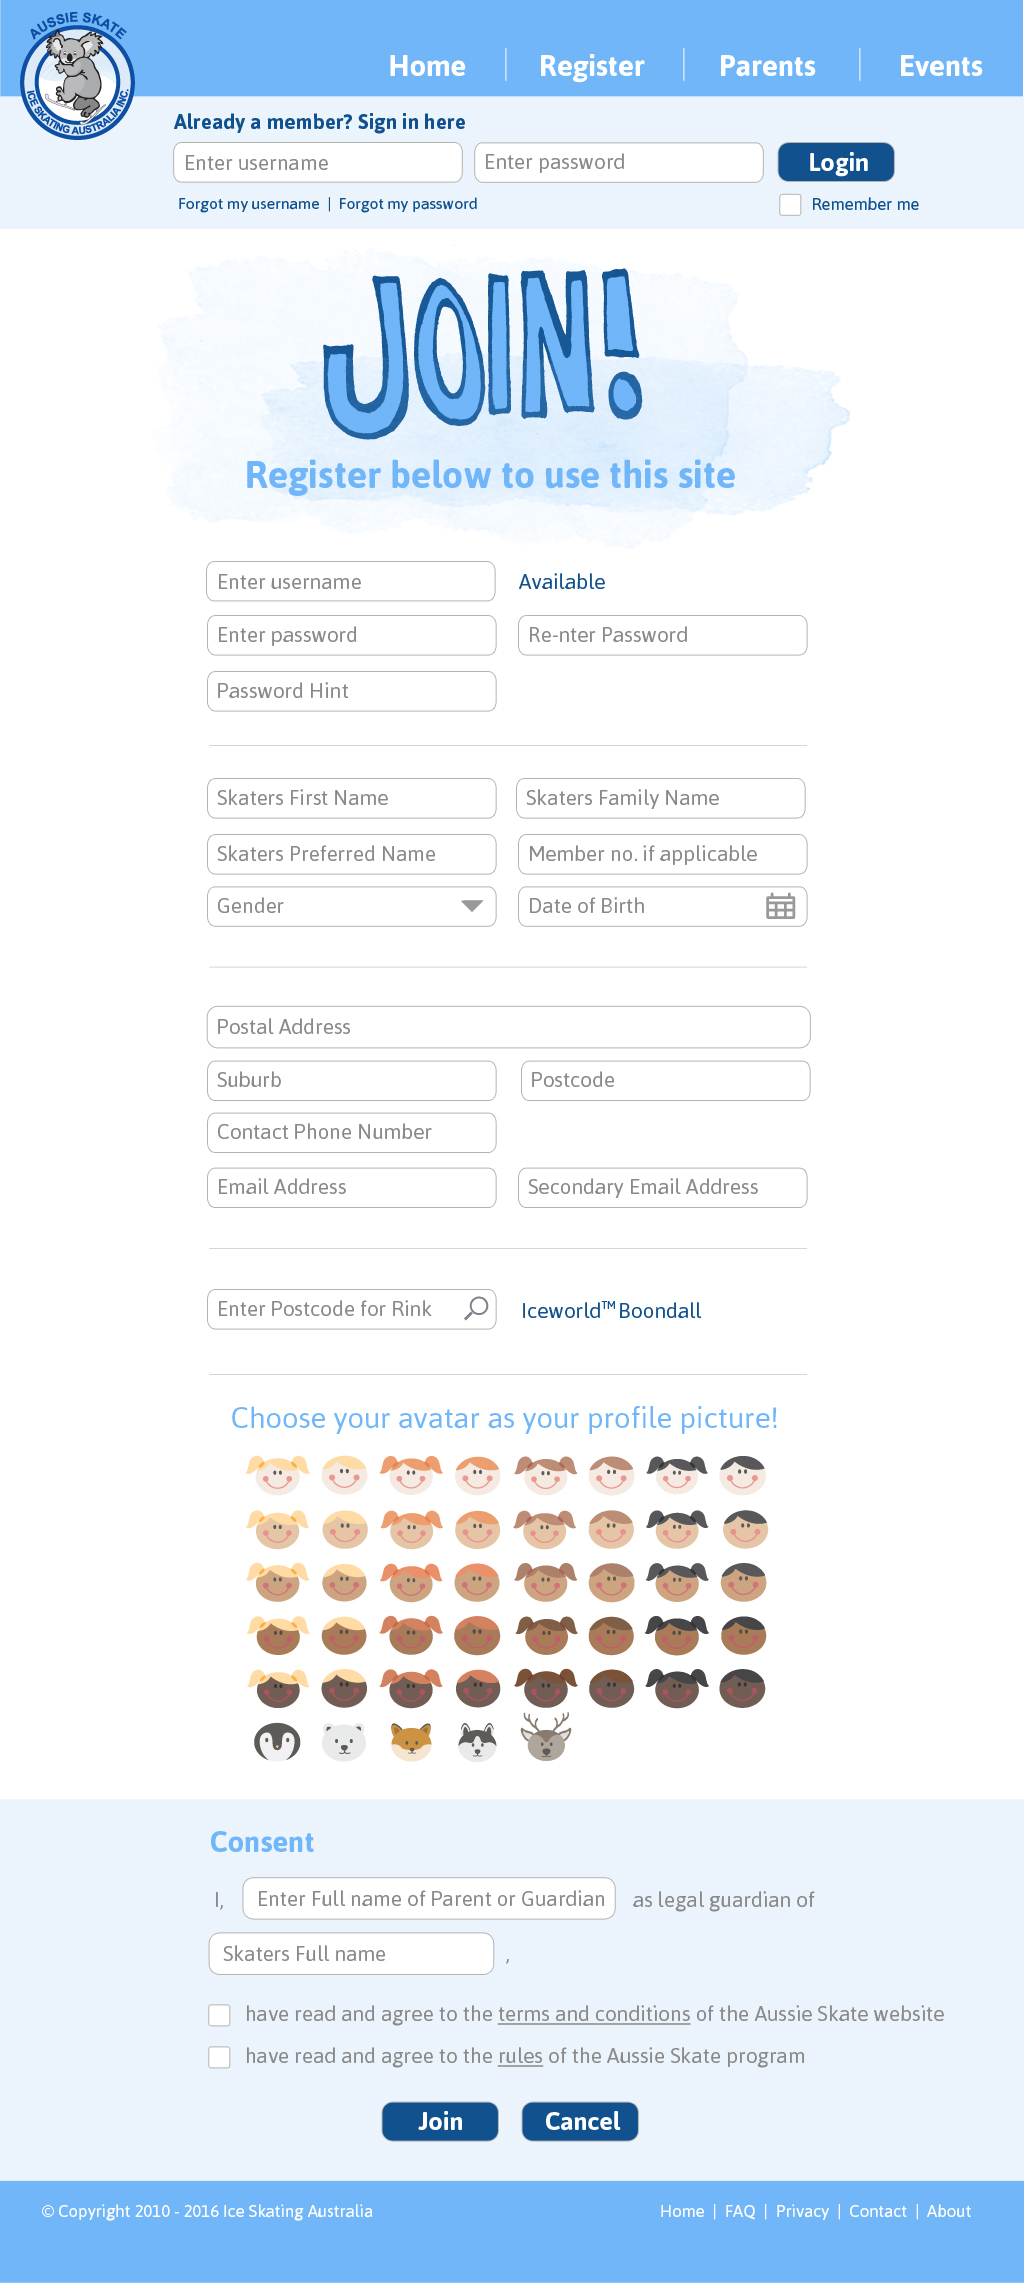 AUSSIE SKATE
ICE SKATING AUSTRALIA INC.
Home Register Parents Events
Already a member? Sign in here
Enter username Enter password Login
Forgot my username | Forgot my password Remember me
JOIN!
Register below to use this site
Enter username Available
Enter password Re-nter Password
Password Hint
Skaters First Name Skaters Family Name
Skaters Preferred Name Member no. if applicable
Gender Date of Birth
Postal Address
Suburb Postcode
Contact Phone Number
Email Address Secondary Email Address
Enter Postcode for Rink Iceworld™ Boondall
Choose your avatar as your profile picture!
Consent
I, Enter Full name of Parent or Guardian as legal guardian of
Skaters Full name ,
have read and agree to the terms and conditions of the Aussie Skate website
have read and agree to the rules of the Aussie Skate program
Join Cancel
© Copyright 2010 - 2016 Ice Skating Australia Home | FAQ | Privacy | Contact | About